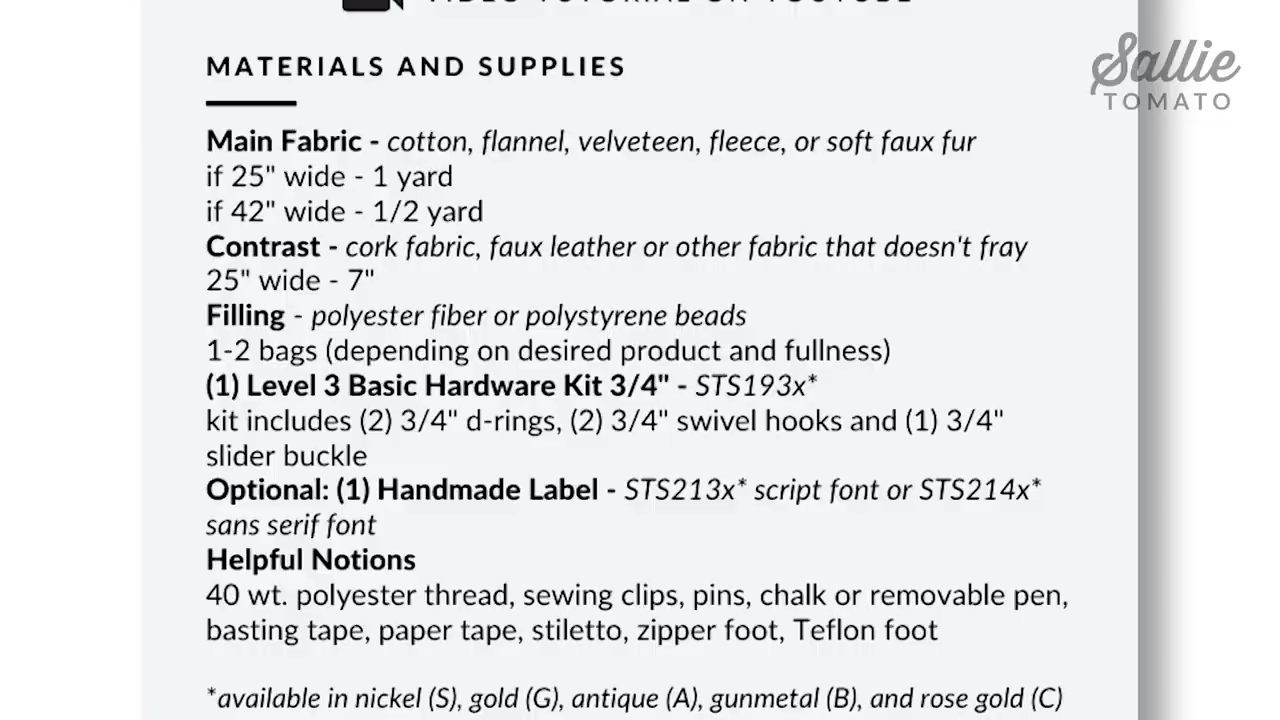 VIDEO TUTORIAL ON YOUTUBE
Sallie
TOMATO
MATERIALS AND SUPPLIES
Main Fabric - cotton, flannel, velveteen, fleece, or soft faux fur
if 25" wide - 1 yard
if 42" wide - 1/2 yard
Contrast - cork fabric, faux leather or other fabric that doesn't fray
25" wide - 7"
Filling - polyester fiber or polystyrene beads
1-2 bags (depending on desired product and fullness)
(1) Level 3 Basic Hardware Kit 3/4" - STS193x*
kit includes (2) 3/4" d-rings, (2) 3/4" swivel hooks and (1) 3/4"
slider buckle
Optional: (1) Handmade Label - STS213x* script font or STS214x*
sans serif font
Helpful Notions
40 wt. polyester thread, sewing clips, pins, chalk or removable pen,
basting tape, paper tape, stiletto, zipper foot, Teflon foot
*available in nickel (S), gold (G), antique (A), gunmetal (B), and rose gold (C)